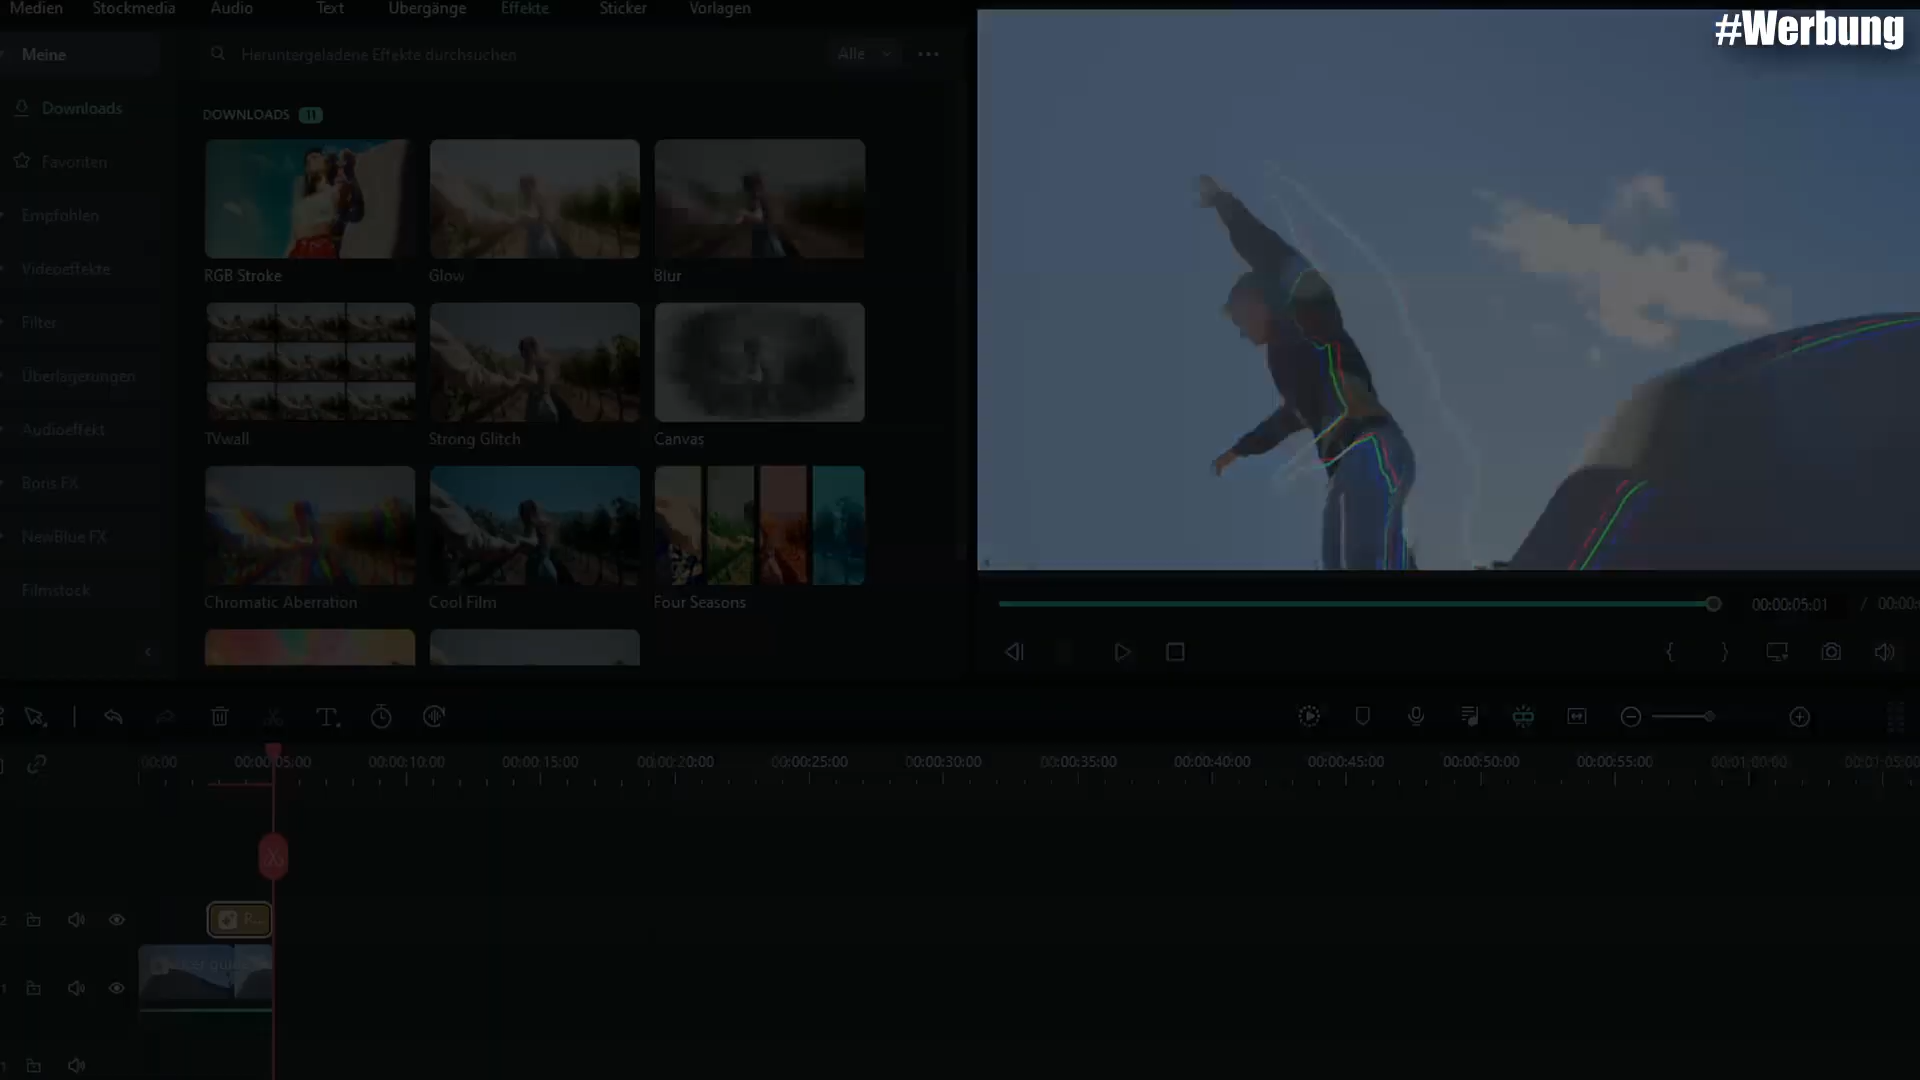 Medien Stockmedia Audio Text Übergänge Effekte Sticker Vorlagen
#Werbung
Meine
Heruntergeladene Effekte durchsuchen
Alle
Downloads
DOWNLOADS 11
Favoriten
Empfohlen
Videoeffekte
Filter
Überlagerungen
Audioeffekt
Boris FX
NewBlue FX
Filmstock
RGB Stroke Glow Blur
TVwall Strong Glitch Canvas
Chromatic Aberration Cool Film Four Seasons
00:00:05:01 / 00:00:
00:00 00:00:05:00 00:00:10:00 00:00:15:00 00:00:20:00 00:00:25:00 00:00:30:00 00:00:35:00 00:00:40:00 00:00:45:00 00:00:50:00 00:00:55:00 00:01:00:00 00:01:05:00
2
R...
1
1